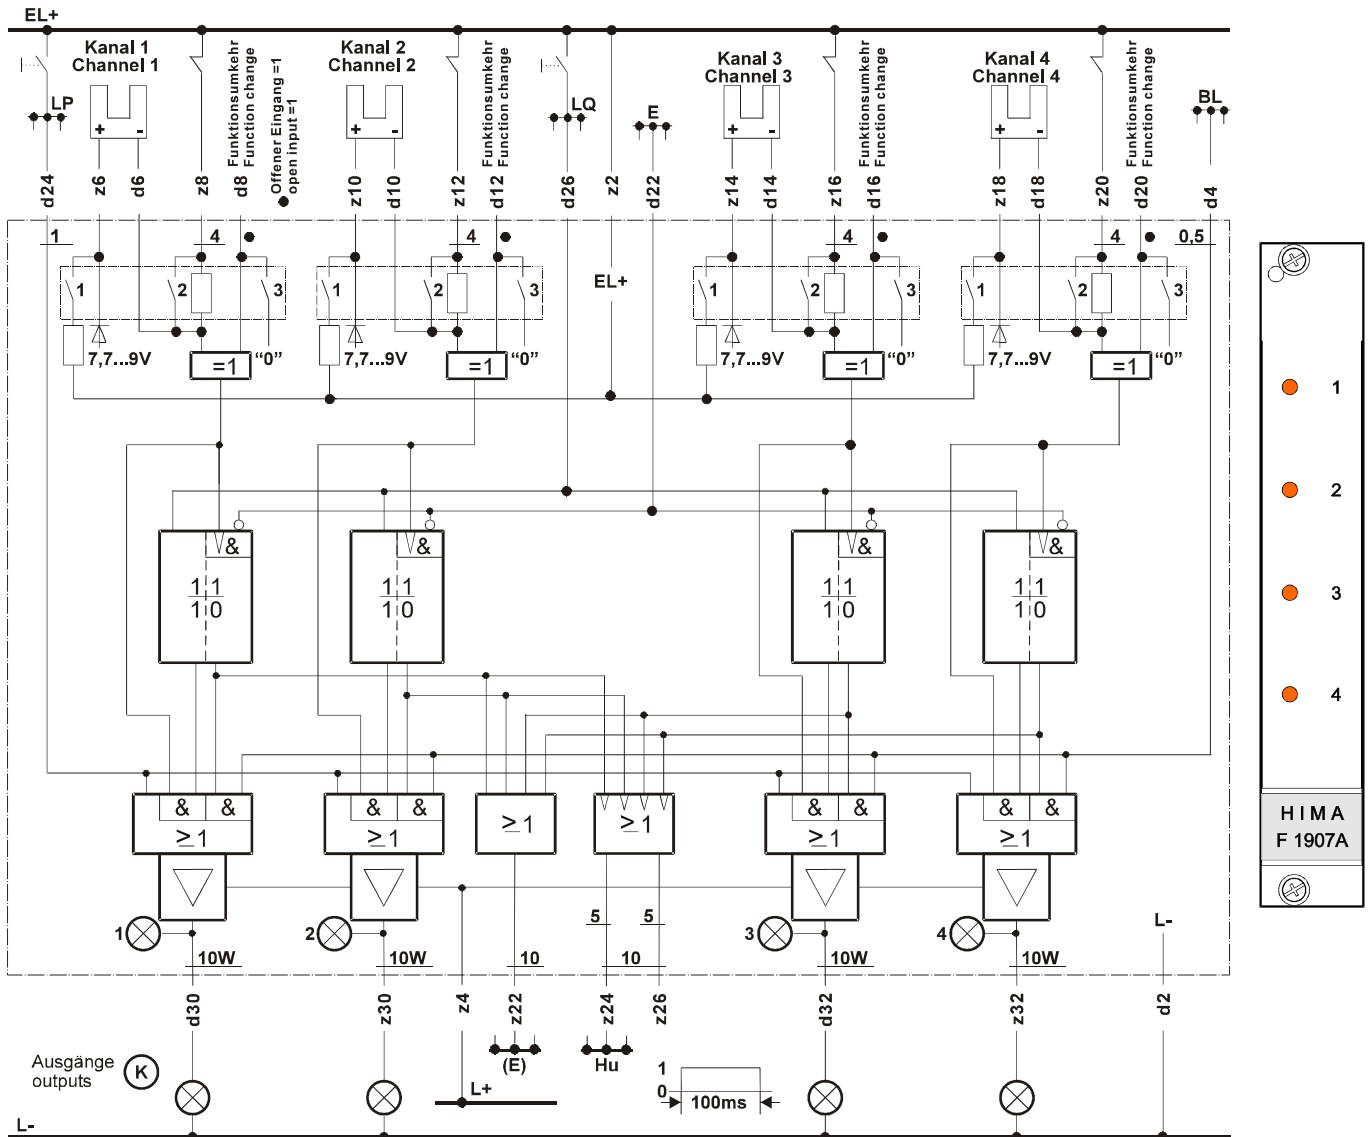 EL+
Kanal 1
Channel 1
Kanal 2
Channel 2
Kanal 3
Channel 3
Kanal 4
Channel 4
LP
LQ
E
BL
Funktionsumkehr
Function change
Offener Eingang =1
open input =1
Funktionsumkehr
Function change
Funktionsumkehr
Function change
Funktionsumkehr
Function change
+ -
+ -
+ -
+ -
d24
z6
d6
z8
d8
z10
d10
z12
d12
d26
z2
d22
z14
d14
z16
d16
z18
d18
z20
d20
d4
1
4
4
4
4
0,5
1 2 3
1 2 3
EL+
1 2 3
1 2 3
7,7...9V
=1
"0"
7,7...9V
=1
"0"
7,7...9V
=1
"0"
7,7...9V
=1
"0"
1
2
3
4
& & & &
1 1
1 0
1 1
1 0
1 1
1 0
1 1
1 0
& &
≥1
& &
≥1
≥1
≥1
& &
≥1
& &
≥1
HIMA
F 1907A
1
2
3
4
5 5
L-
10W
10W
10
10
10W
10W
d30
z30
z4
z22
z24
z26
d32
z32
d2
Ausgänge
outputs
K
(E)
Hu
L+
1
0
100ms
L-